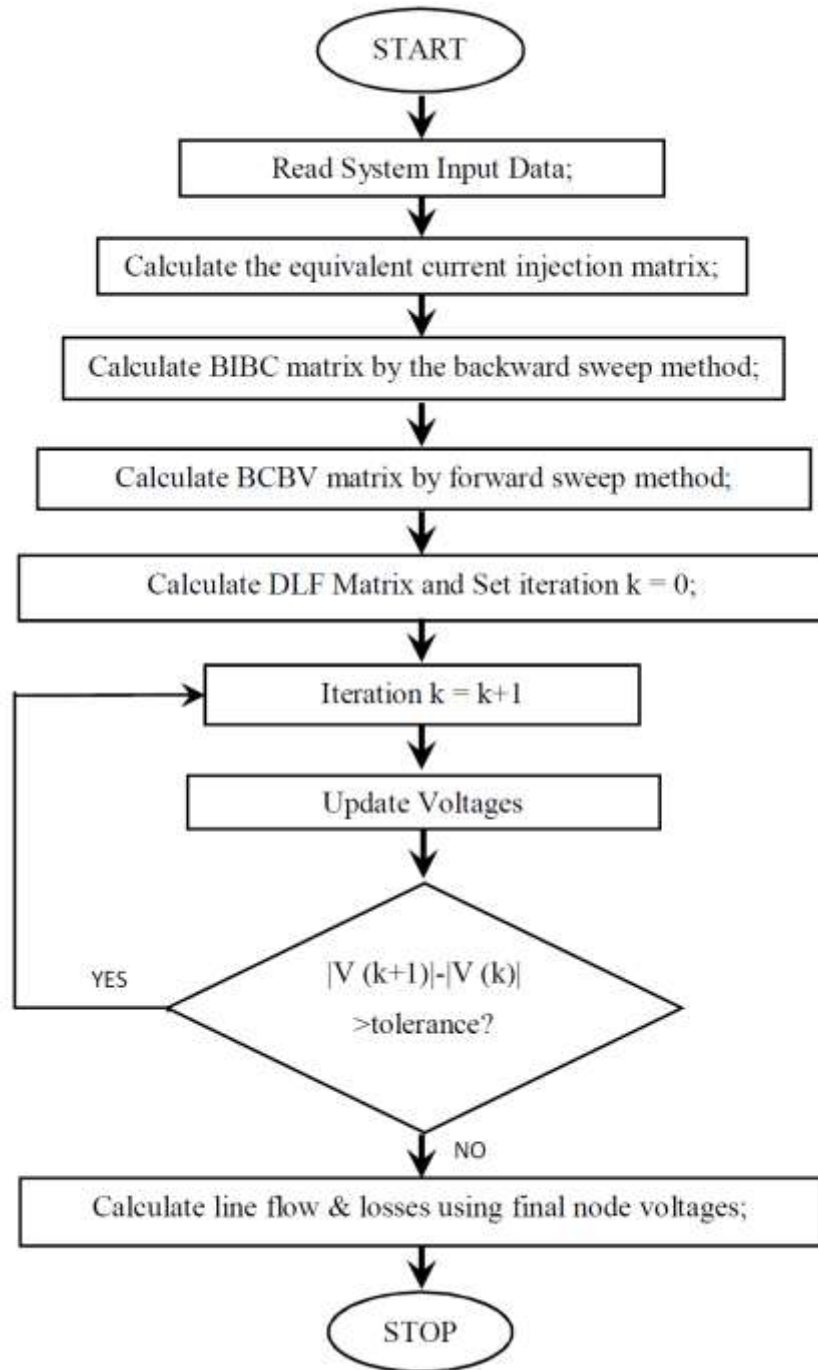 START
Read System Input Data;
Calculate the equivalent current injection matrix;
Calculate BIBC matrix by the backward sweep method;
Calculate BCBV matrix by forward sweep method;
Calculate DLF Matrix and Set iteration k = 0;
Iteration k = k+1
Update Voltages
|V (k+1)|-|V (k)|
>tolerance?
YES
NO
Calculate line flow & losses using final node voltages;
STOP